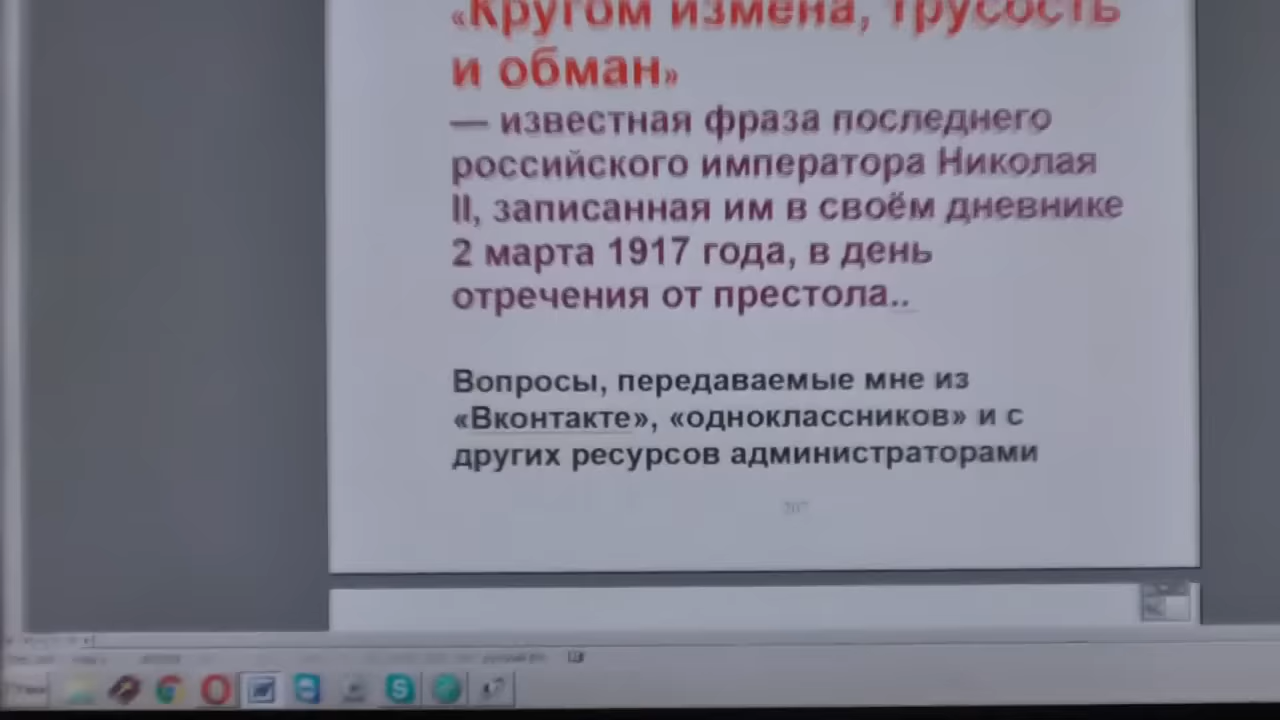 «Кругом измена, трусость
и обман»
— известная фраза последнего
российского императора Николая
II, записанная им в своём дневнике
2 марта 1917 года, в день
отречения от престола..
Вопросы, передаваемые мне из
«Вконтакте», «одноклассников» и с
других ресурсов администраторами
207